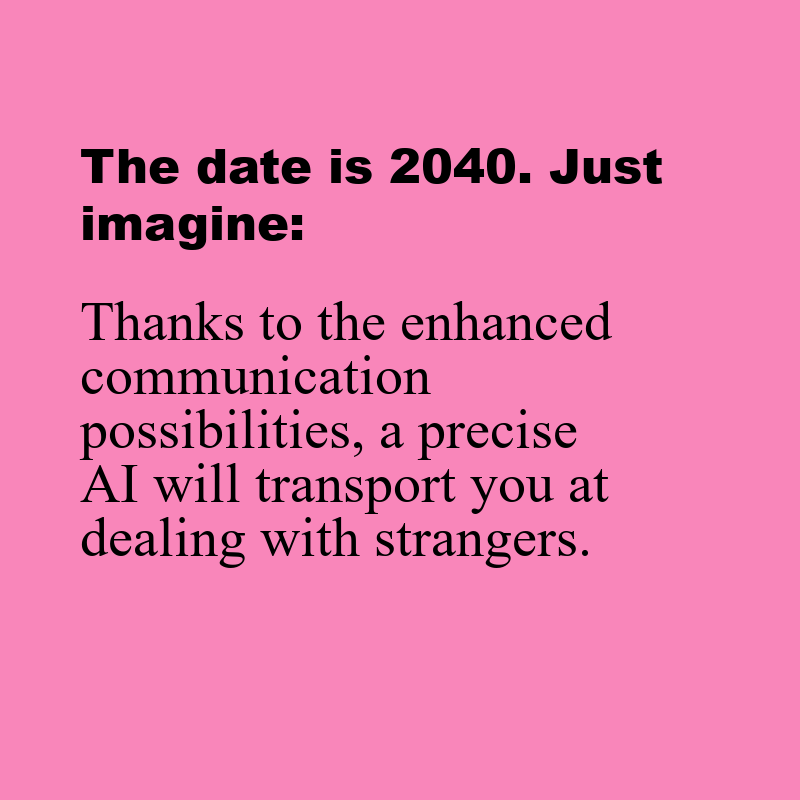 The date is 2040. Just
imagine:
Thanks to the enhanced
communication
possibilities, a precise
AI will transport you at
dealing with strangers.